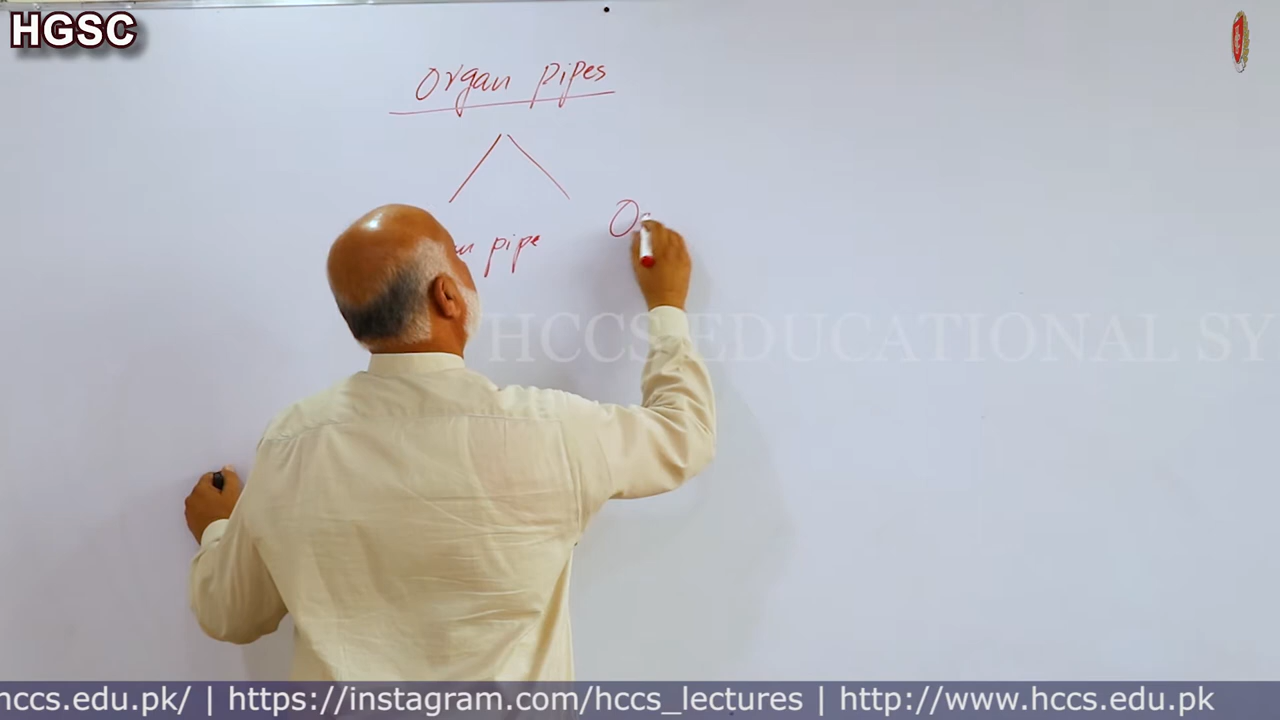 HGSC
Organ pipes
pipe
HCCS EDUCATIONAL SY
hccs.edu.pk/ | https://instagram.com/hccs_lectures | http://www.hccs.edu.pk